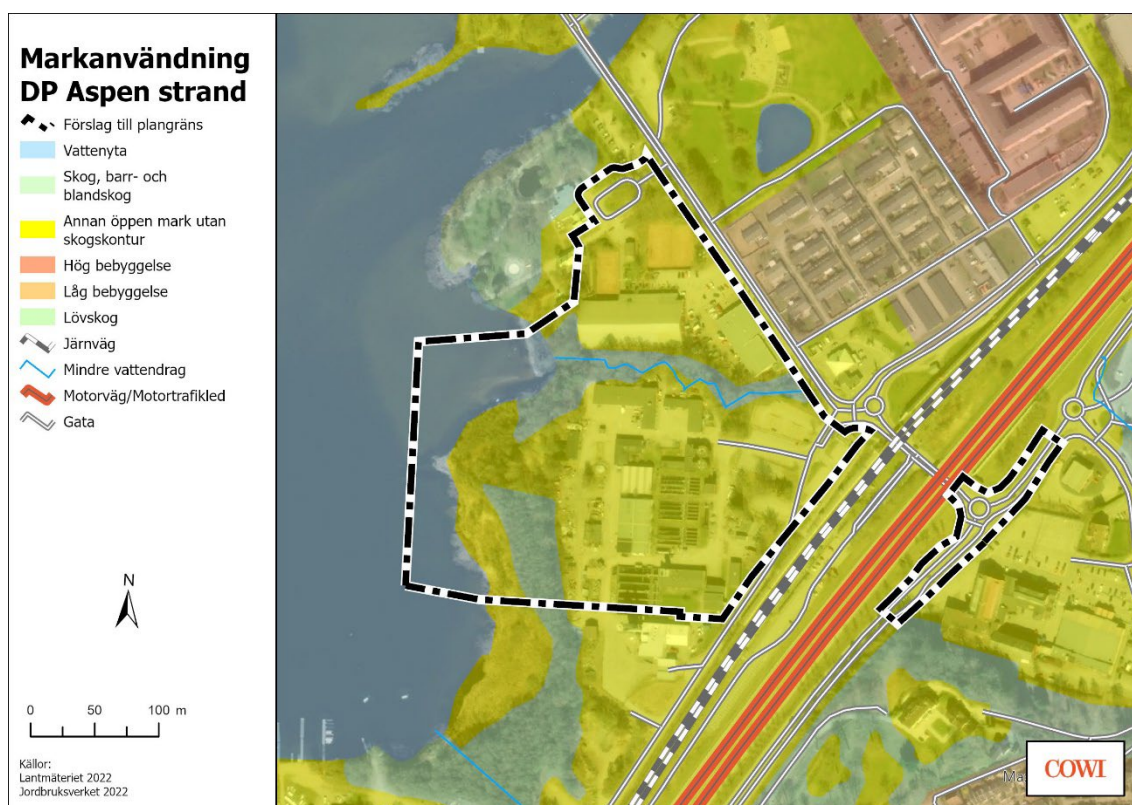 Markanvändning
DP Aspen strand
Förslag till plangräns
Vattenyta
Skog, barr- och
blandskog
Annan öppen mark utan
skogskontur
Hög bebyggelse
Låg bebyggelse
Lövskog
Järnväg
Mindre vattendrag
Motorväg/Motortrafikled
Gata
N
0 50 100 m
Källor:
Lantmäteriet 2022
Jordbruksverket 2022
COWI